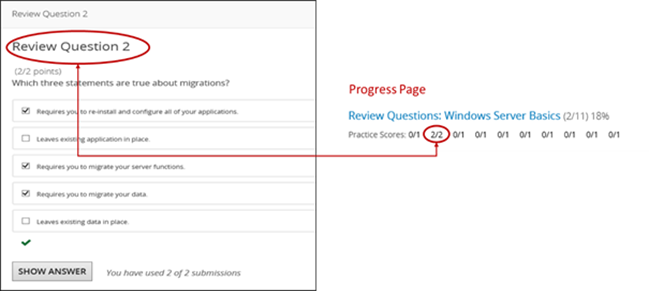 Review Question 2
Review Question 2
(2/2 points)
Which three statements are true about migrations?
Requires you to re-install and configure all of your applications.
Leaves existing application in place.
Requires you to migrate your server functions.
Requires you to migrate your data.
Leaves existing data in place.
SHOW ANSWER You have used 2 of 2 submissions
Progress Page
Review Questions: Windows Server Basics (2/11) 18%
Practice Scores: 0/1 2/2 0/1 0/1 0/1 0/1 0/1 0/1 0/1 0/1